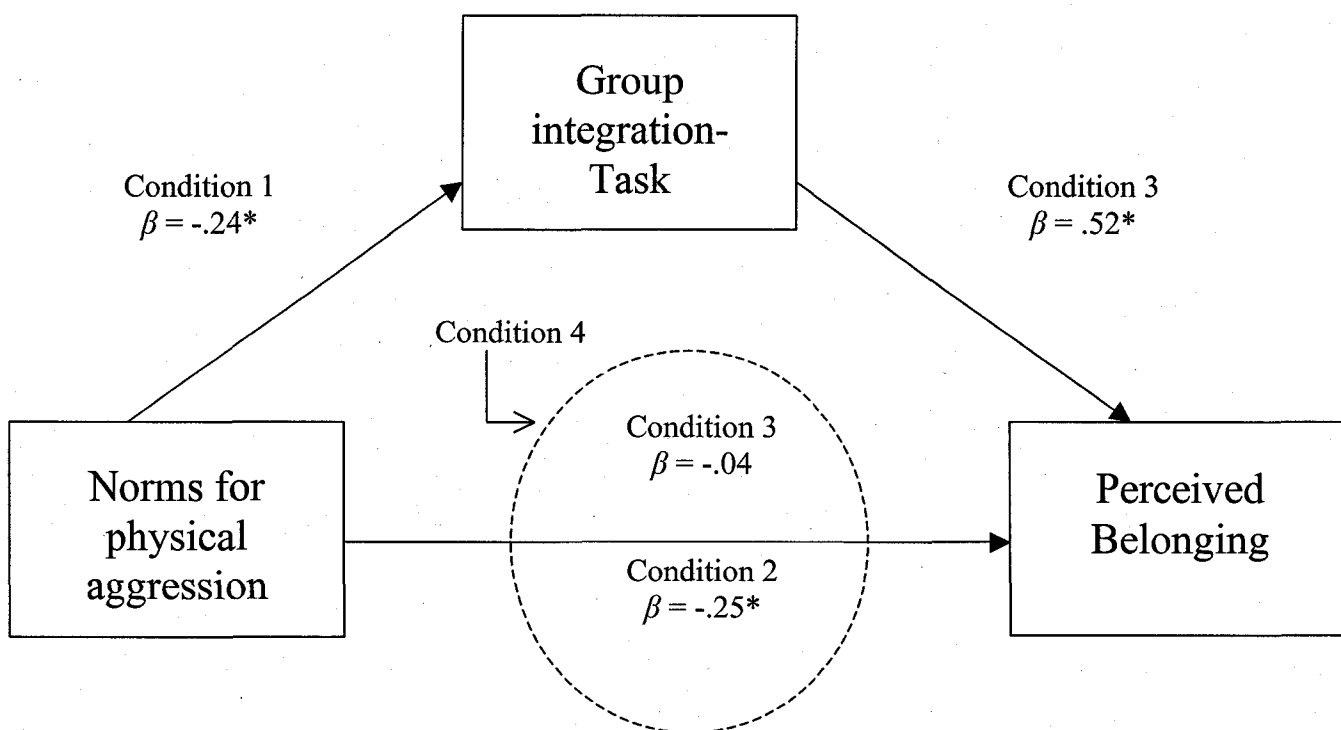 Group
integration-
Task
Condition 1
β = -.24*
Condition 3
β = .52*
Condition 4
Condition 3
β = -.04
Norms for
physical
aggression
Condition 2
β = -.25*
Perceived
Belonging